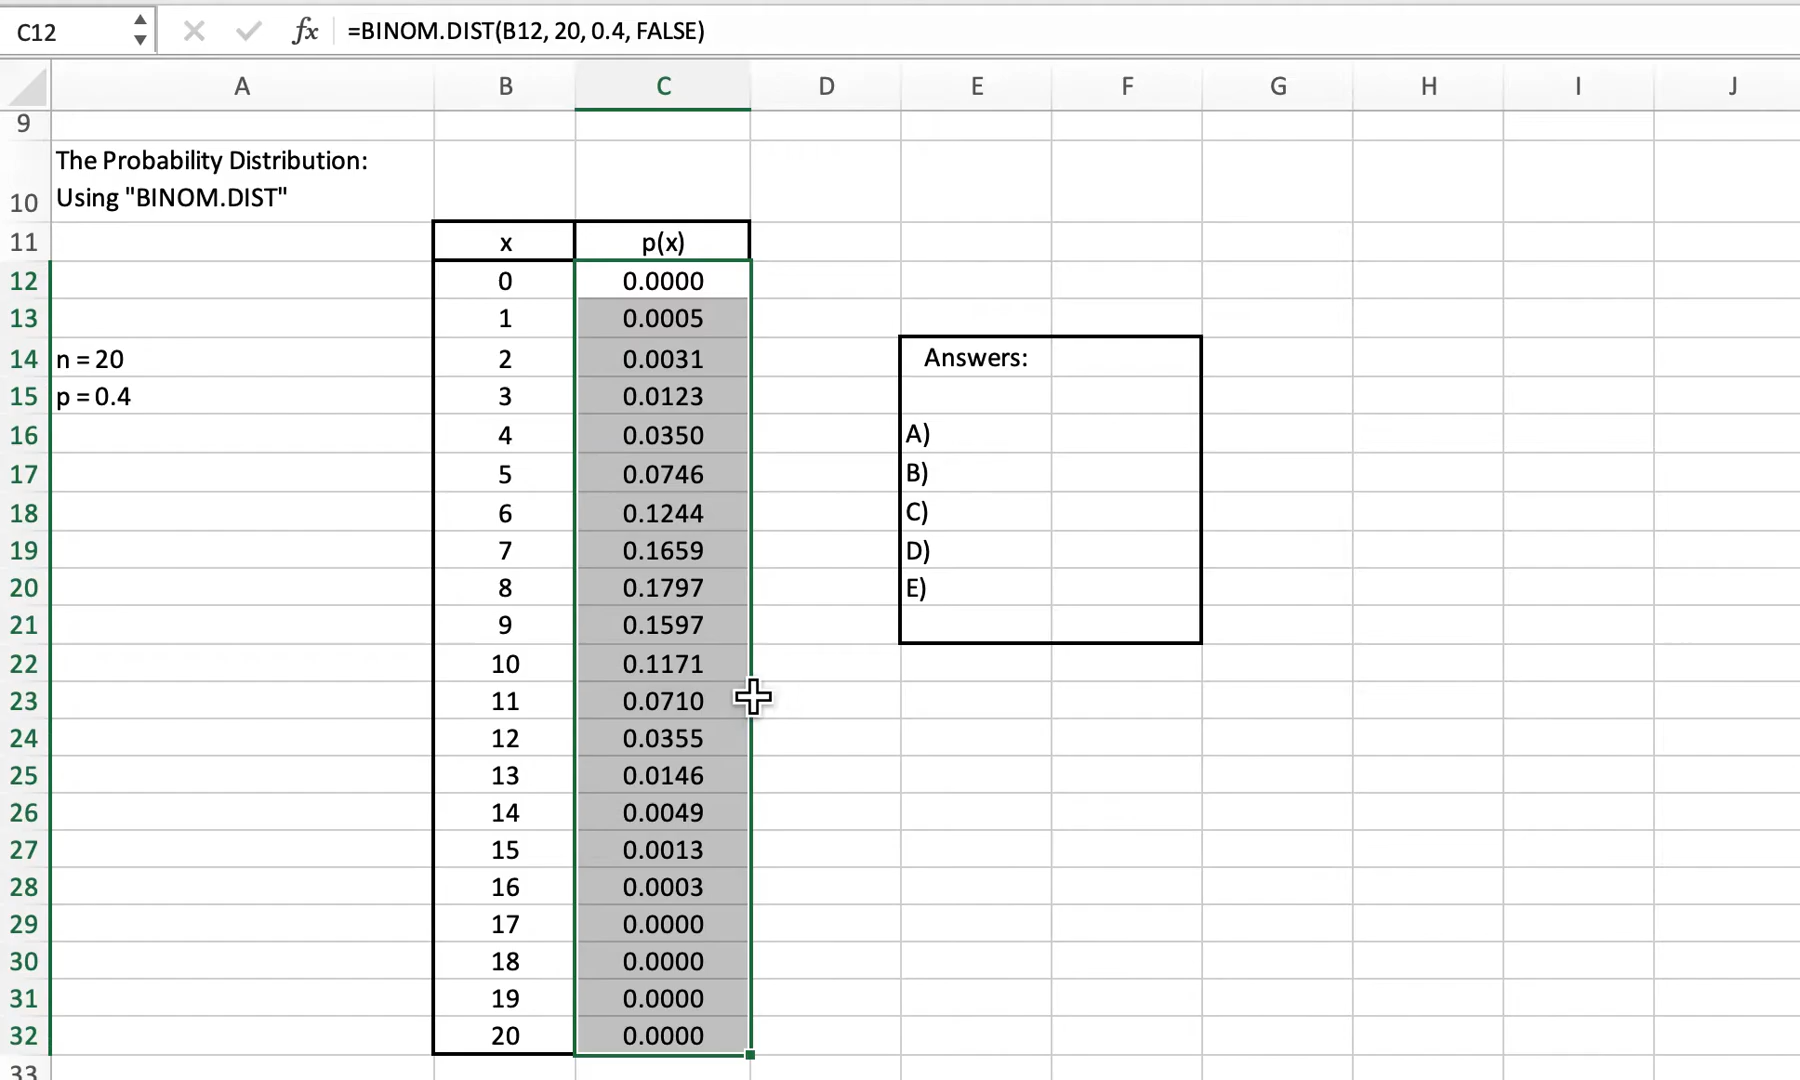 C12 fx =BINOM.DIST(B12, 20, 0.4, FALSE)
A B C D E F G H I J
9
The Probability Distribution:
10 Using "BINOM.DIST"
11 x p(x)
12 0 0.0000
13 1 0.0005
14 n = 20 2 0.0031 Answers:
15 p = 0.4 3 0.0123
16 4 0.0350 A)
17 5 0.0746 B)
18 6 0.1244 C)
19 7 0.1659 D)
20 8 0.1797 E)
21 9 0.1597
22 10 0.1171
23 11 0.0710
24 12 0.0355
25 13 0.0146
26 14 0.0049
27 15 0.0013
28 16 0.0003
29 17 0.0000
30 18 0.0000
31 19 0.0000
32 20 0.0000
33